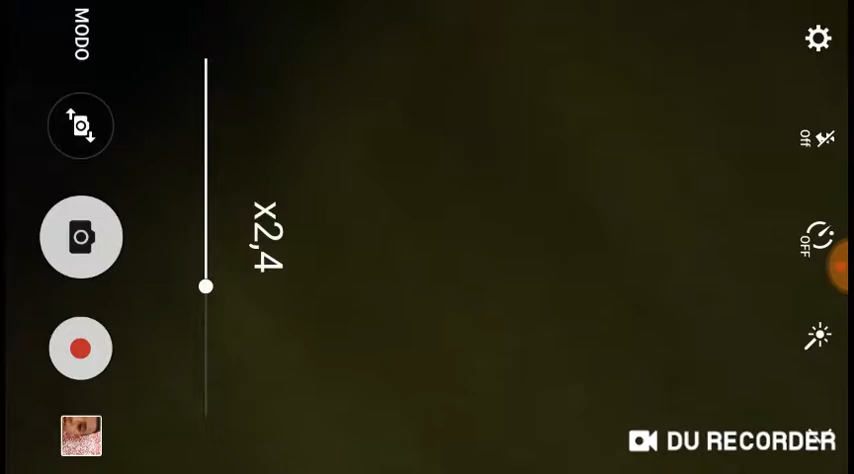 MODO
x2,4
Off
OFF
DU RECORDER